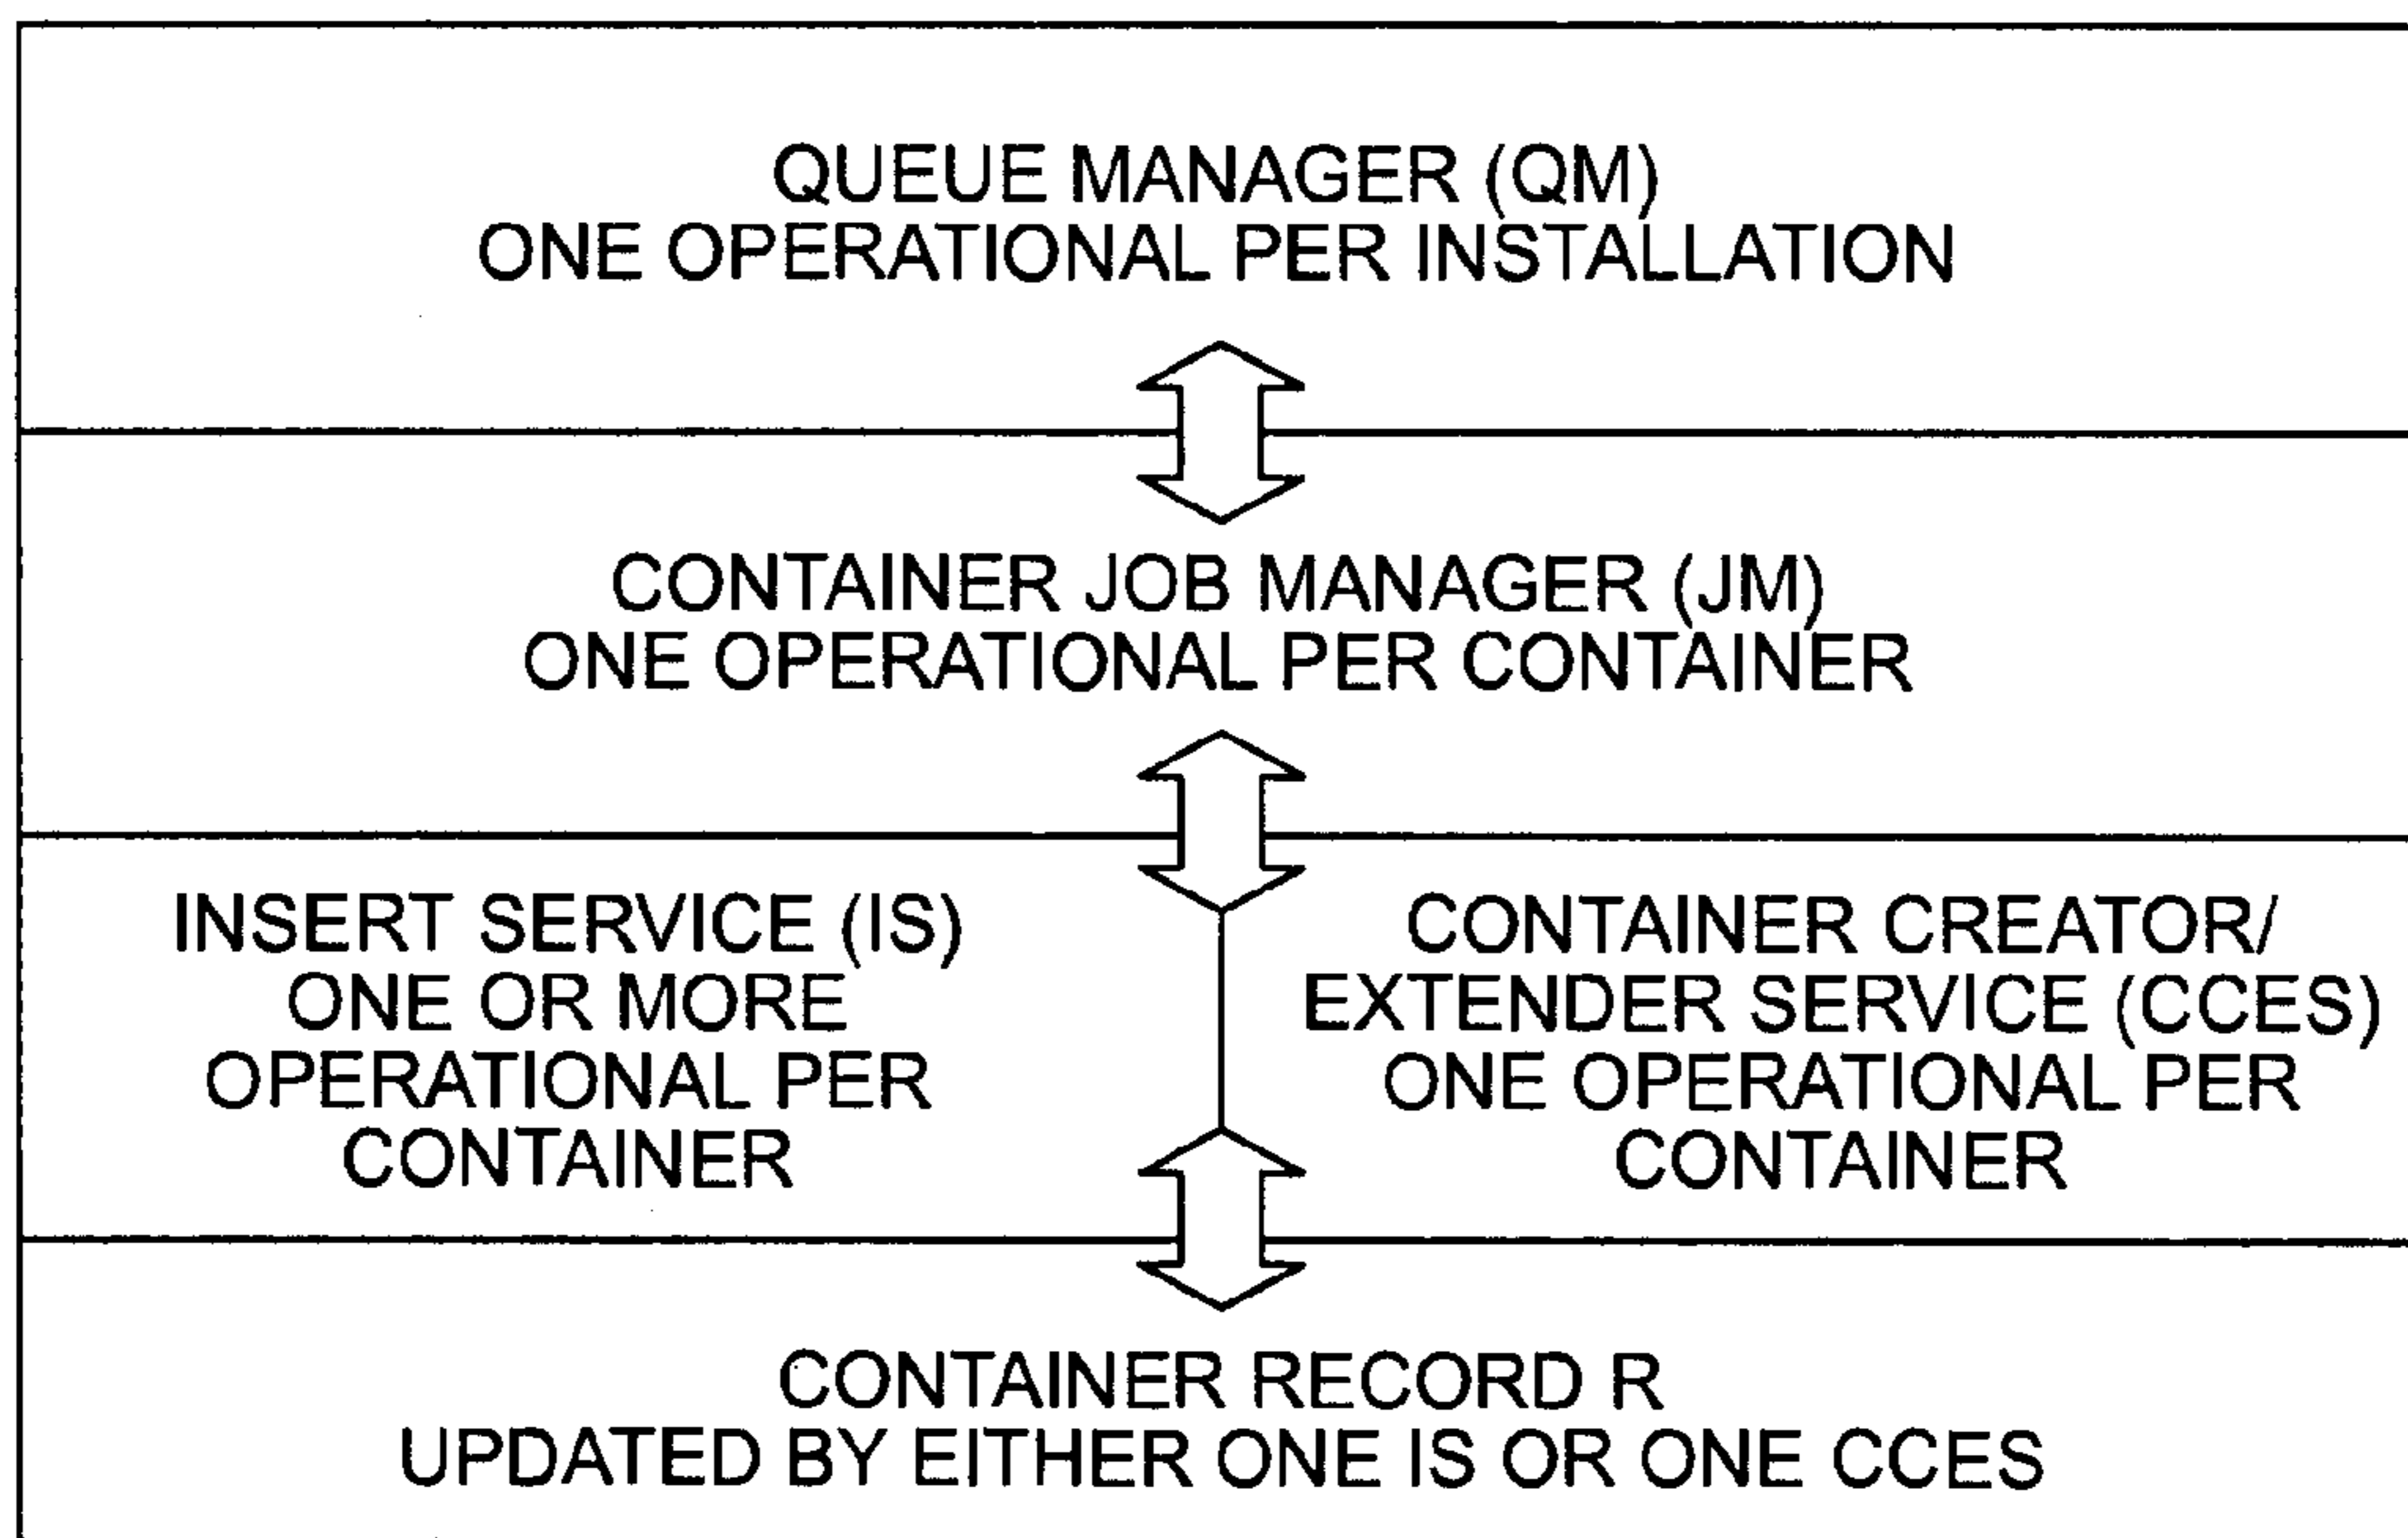 QUEUE MANAGER (QM)
ONE OPERATIONAL PER INSTALLATION
CONTAINER JOB MANAGER (JM)
ONE OPERATIONAL PER CONTAINER
INSERT SERVICE (IS)
ONE OR MORE
OPERATIONAL PER
CONTAINER
CONTAINER CREATOR/
EXTENDER SERVICE (CCES)
ONE OPERATIONAL PER
CONTAINER
CONTAINER RECORD R
UPDATED BY EITHER ONE IS OR ONE CCES